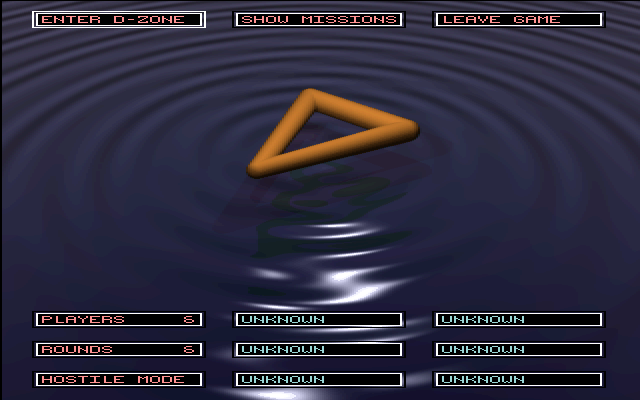 ENTER D-ZONE
SHOW MISSIONS
LEAVE GAME
PLAYERS 6
UNKNOWN
UNKNOWN
ROUNDS 6
UNKNOWN
UNKNOWN
HOSTILE MODE
UNKNOWN
UNKNOWN